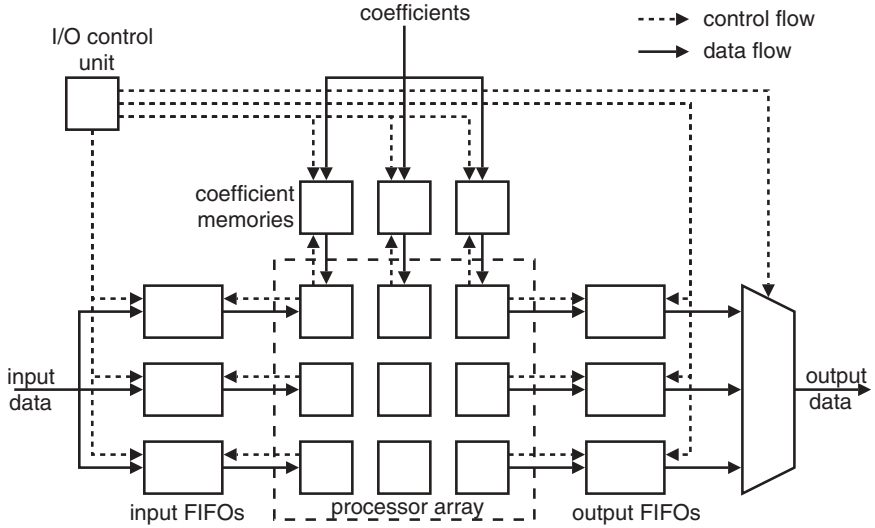 coefficients
control flow
data flow
I/O control
unit
coefficient
memories
input
data
output
data
input FIFOs
processor array
output FIFOs